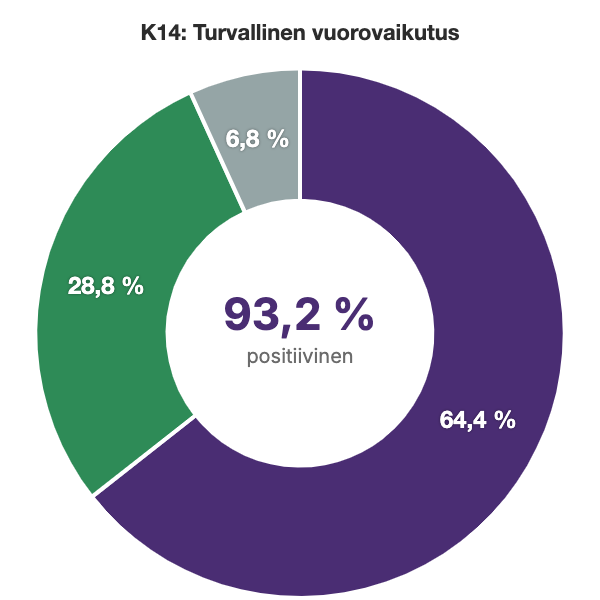 K14: Turvallinen vuorovaikutus
6,8 %
28,8 %
93,2 %
positiivinen
64,4 %